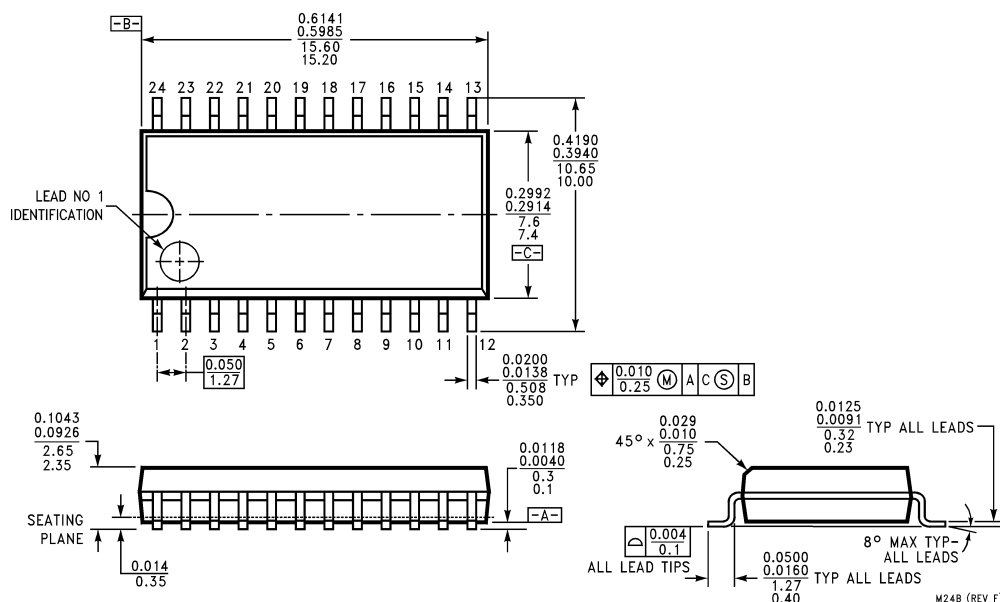 -B-
0.6141
0.5985
15.60
15.20
24 23 22 21 20 19 18 17 16 15 14 13
0.4190
0.3940
10.65
10.00
LEAD NO 1
IDENTIFICATION
0.2992
0.2914
7.6
7.4
-C-
1 2 3 4 5 6 7 8 9 10 11 12
0.050
1.27
0.0200
0.0138
0.508
0.350
TYP
0.010
0.25
M A C S B
0.1043
0.0926
2.65
2.35
SEATING
PLANE
0.014
0.35
0.0118
0.0040
0.3
0.1
-A-
45° x
0.029
0.010
0.75
0.25
0.0125
0.0091
0.32
0.23
TYP ALL LEADS
0.004
0.1
ALL LEAD TIPS
8° MAX TYP-
ALL LEADS
0.0500
0.0160
1.27
0.40
TYP ALL LEADS
M24B (REV F)